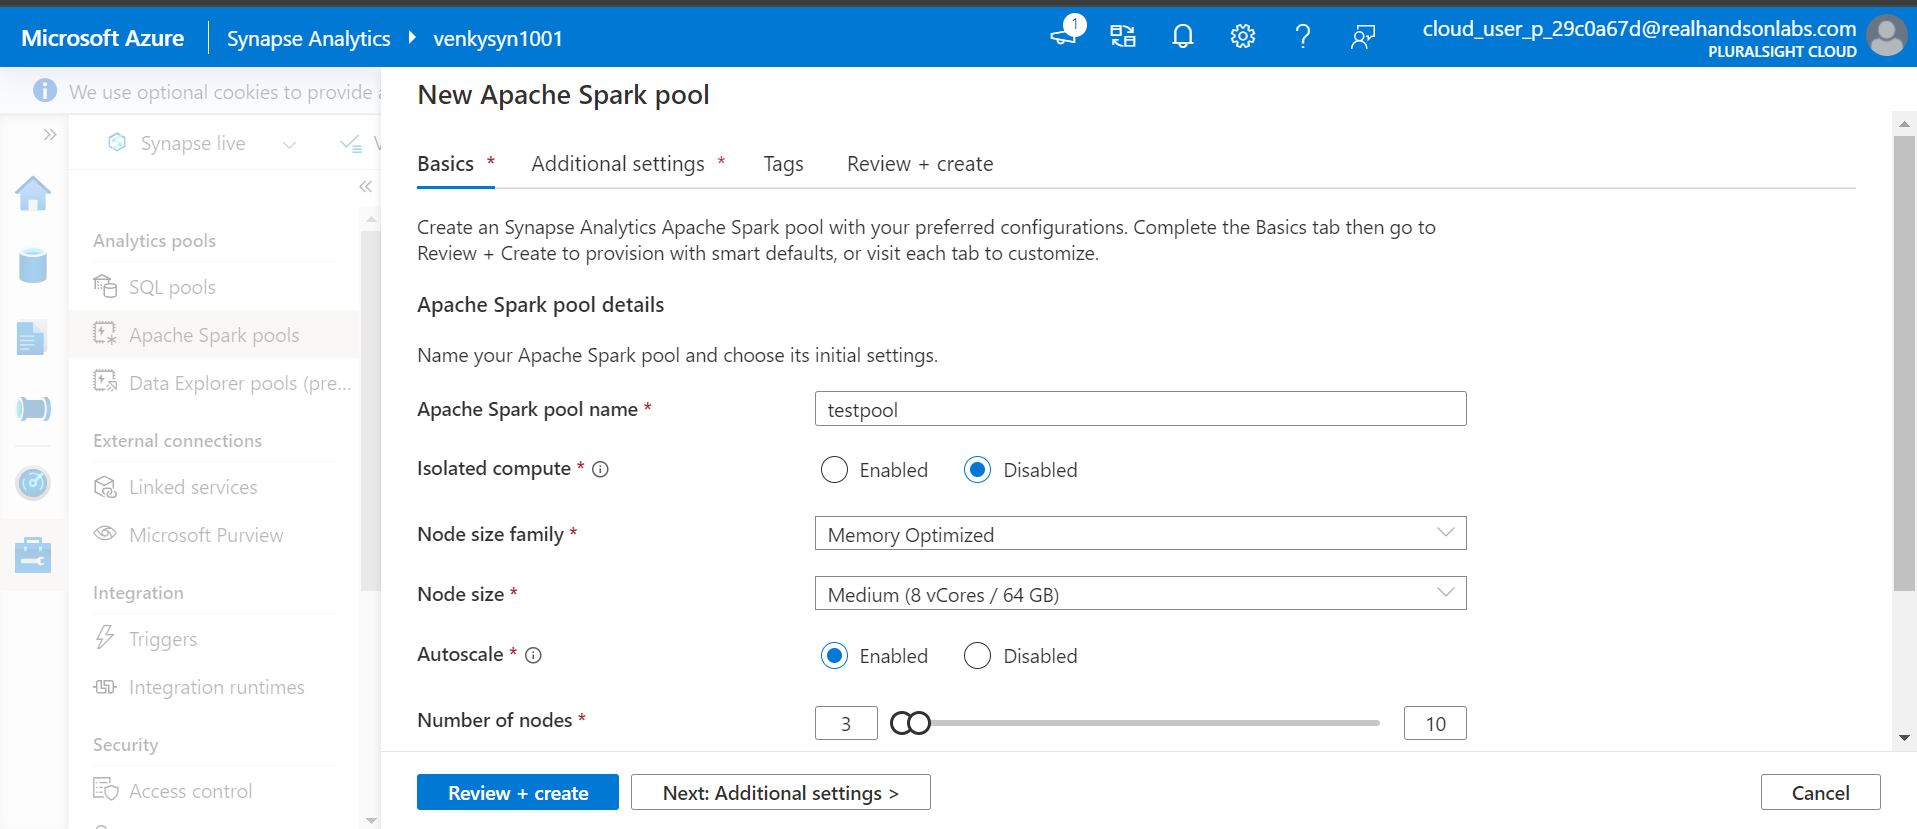 Microsoft Azure
Synapse Analytics
venkysyn1001
1
cloud_user_p_29c0a67d@realhandsonlabs.com
PLURALSIGHT CLOUD
We use optional cookies to provide
Synapse live
Analytics pools
SQL pools
Apache Spark pools
Data Explorer pools (pre...
External connections
Linked services
Microsoft Purview
Integration
Triggers
Integration runtimes
Security
Access control
New Apache Spark pool
Basics * Additional settings * Tags Review + create
Create an Synapse Analytics Apache Spark pool with your preferred configurations. Complete the Basics tab then go to
Review + Create to provision with smart defaults, or visit each tab to customize.
Apache Spark pool details
Name your Apache Spark pool and choose its initial settings.
Apache Spark pool name * testpool
Isolated compute * Enabled Disabled
Node size family * Memory Optimized
Node size * Medium (8 vCores / 64 GB)
Autoscale * Enabled Disabled
Number of nodes * 3 10
Review + create
Next: Additional settings >
Cancel